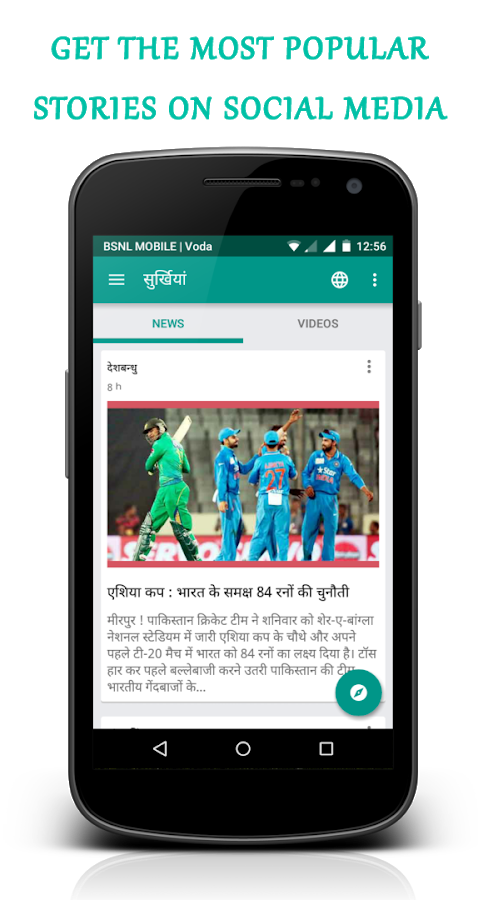 GET THE MOST POPULAR
STORIES ON SOCIAL MEDIA
BSNL MOBILE | Voda
12:56
सुर्खियां
NEWS
VIDEOS
देशबन्धु
8 h
27
Star
INDIA
एशिया कप : भारत के समक्ष 84 रनों की चुनौती
मीरपुर ! पाकिस्तान क्रिकेट टीम ने शनिवार को शेर-ए-बांग्ला
नेशनल स्टेडियम में जारी एशिया कप के चौथे और अपने
पहले टी-20 मैच में भारत को 84 रनों का लक्ष्य दिया है। टॉस
हार कर पहले बल्लेबाजी करने उतरी पाकिस्तान की टीम
भारतीय गेंदबाजों के...